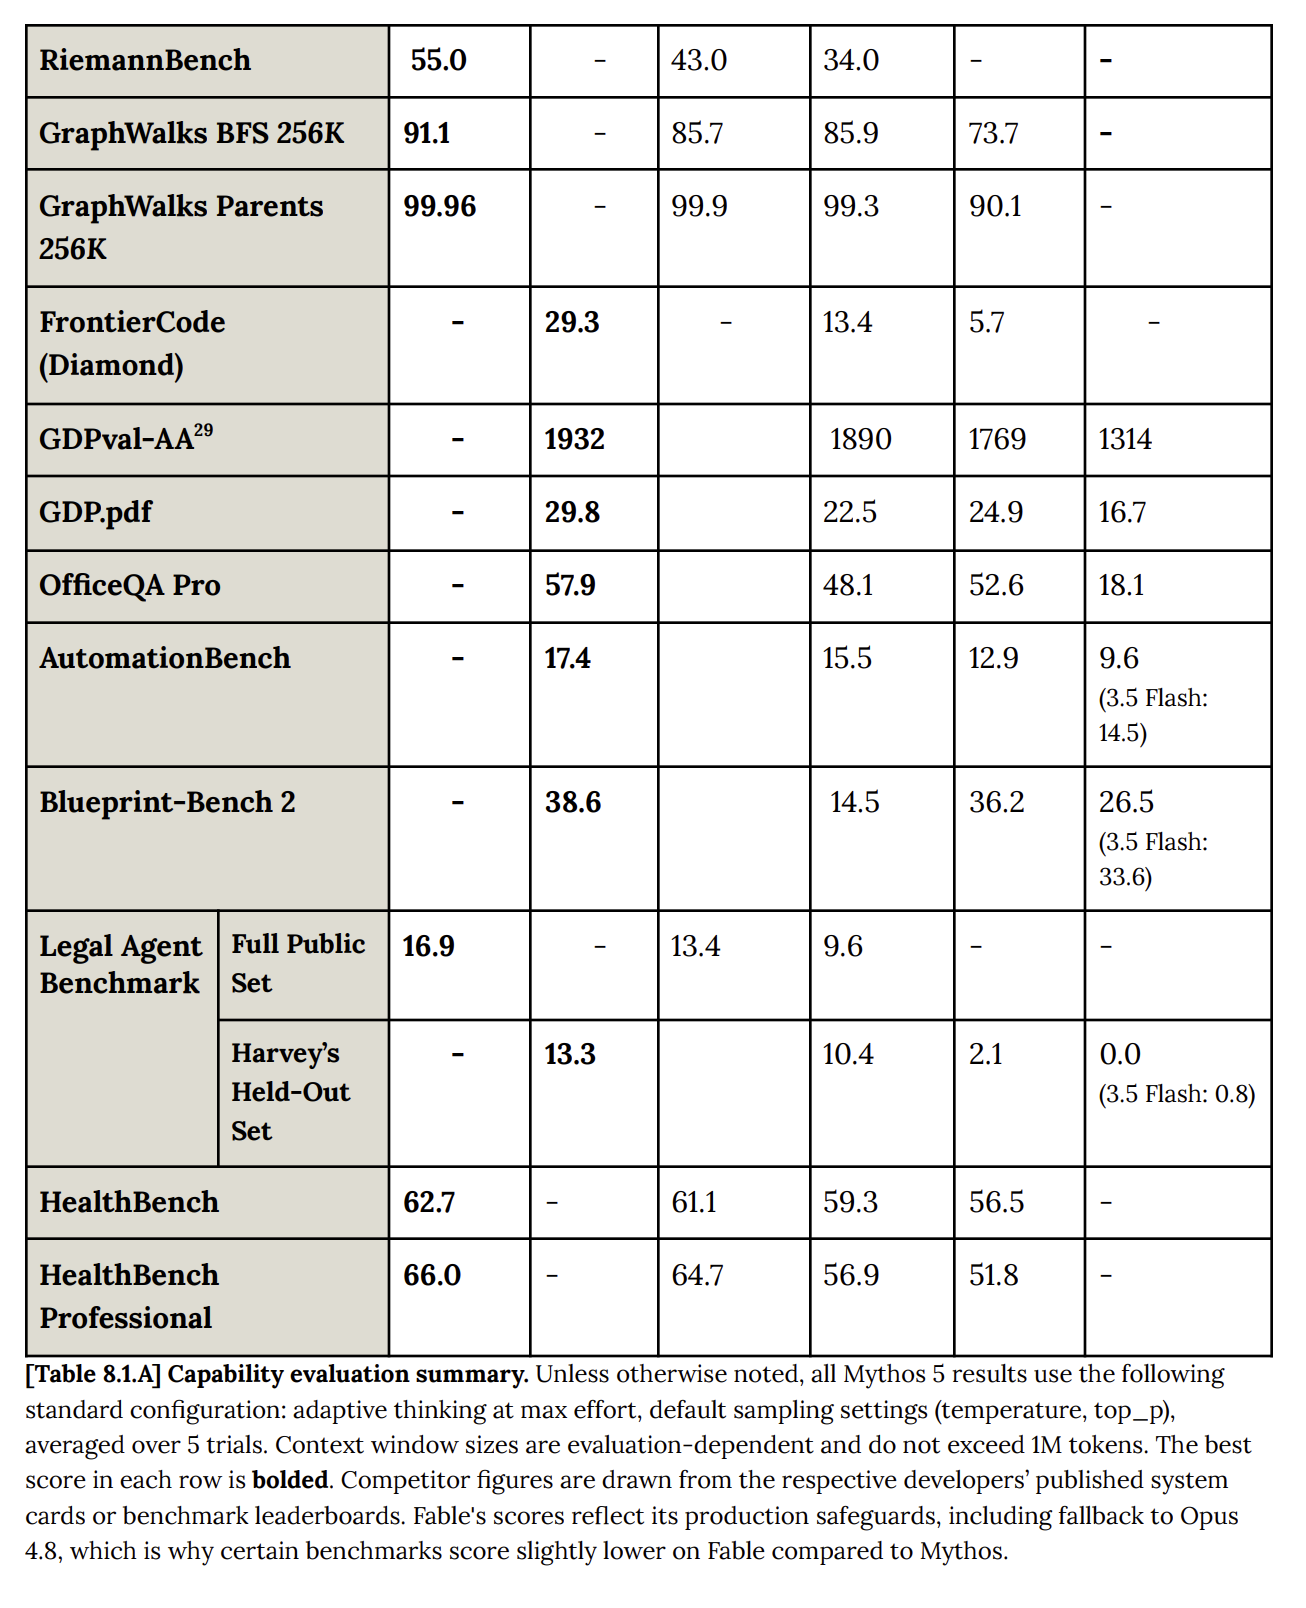 RiemannBench 55.0 – 43.0 34.0 – –
GraphWalks BFS 256K 91.1 – 85.7 85.9 73.7 –
GraphWalks Parents 99.96 – 99.9 99.3 90.1 –
256K
FrontierCode – 29.3 – 13.4 5.7 –
(Diamond)
GDPval-AA29 – 1932 1890 1769 1314
GDP.pdf – 29.8 22.5 24.9 16.7
OfficeQA Pro – 57.9 48.1 52.6 18.1
AutomationBench – 17.4 15.5 12.9 9.6
(3.5 Flash:
14.5)
Blueprint-Bench 2 – 38.6 14.5 36.2 26.5
(3.5 Flash:
33.6)
Legal Agent Full Public 16.9 – 13.4 9.6 – –
Benchmark Set
Harvey's – 13.3 10.4 2.1 0.0
Held-Out (3.5 Flash: 0.8)
Set
HealthBench 62.7 – 61.1 59.3 56.5 –
HealthBench 66.0 – 64.7 56.9 51.8 –
Professional
[Table 8.1.A] Capability evaluation summary. Unless otherwise noted, all Mythos 5 results use the following
standard configuration: adaptive thinking at max effort, default sampling settings (temperature, top_p),
averaged over 5 trials. Context window sizes are evaluation-dependent and do not exceed 1M tokens. The best
score in each row is bolded. Competitor figures are drawn from the respective developers' published system
cards or benchmark leaderboards. Fable's scores reflect its production safeguards, including fallback to Opus
4.8, which is why certain benchmarks score slightly lower on Fable compared to Mythos.